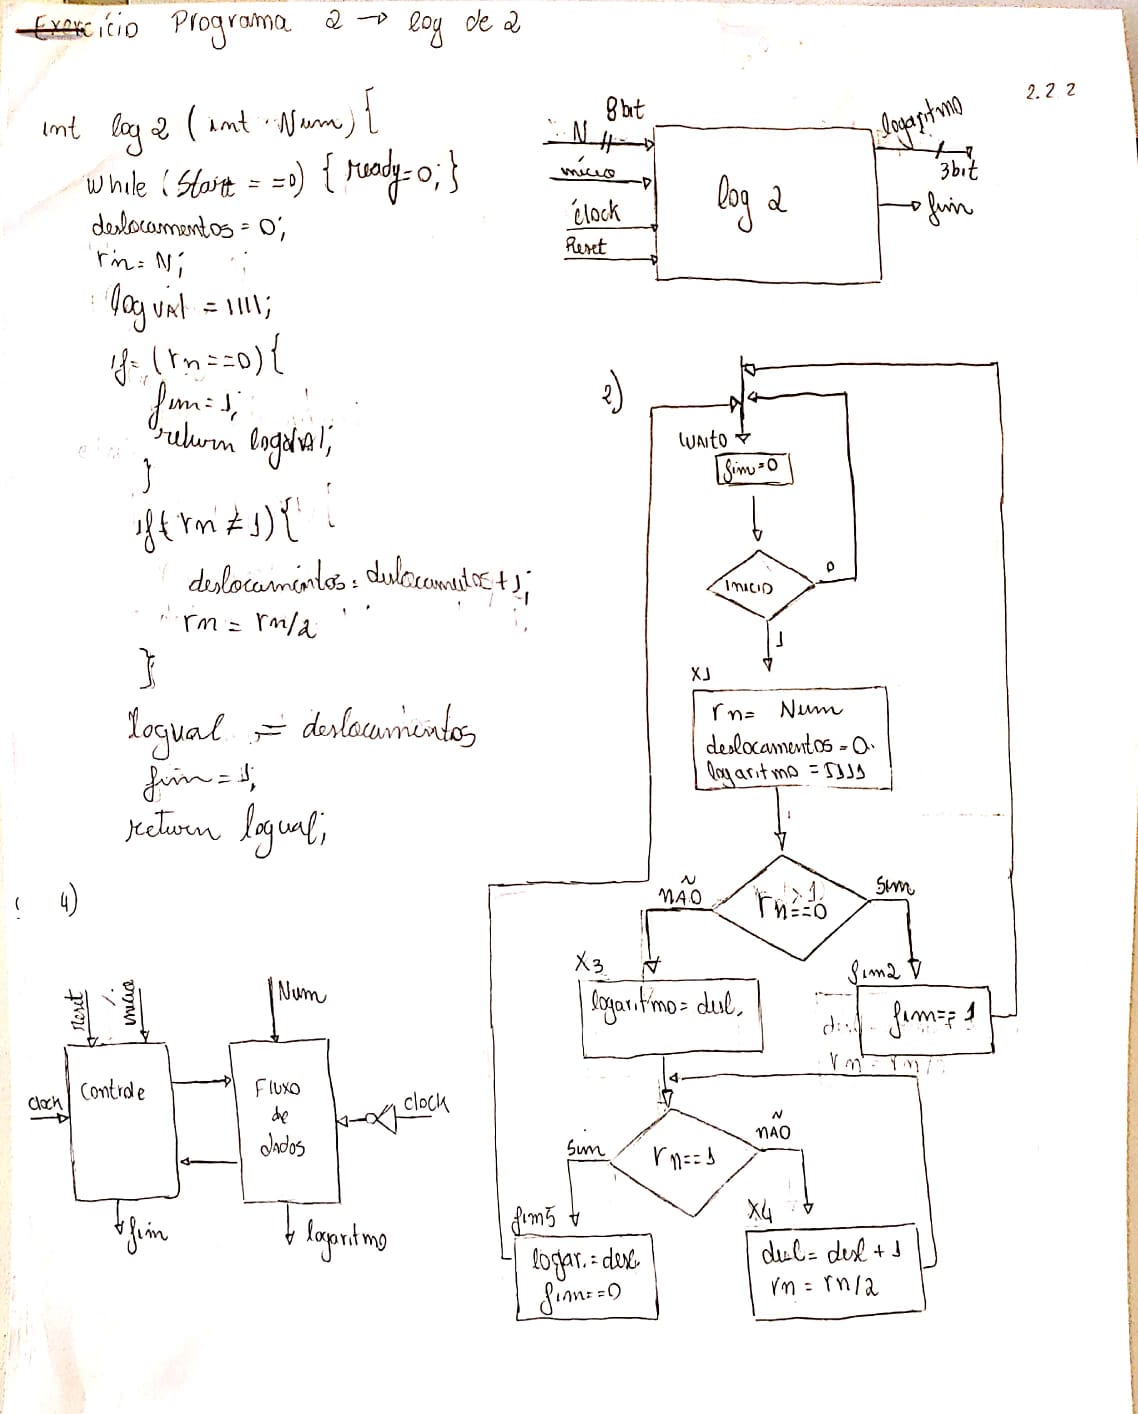 Exercício Programa 2 → log de 2
2.2 2
int log 2 (int Num) {
while (Start = =0) { ready=0; }
deslocamentos = 0;
rn = N;
logval = 1111;
if (rn==0) {
fim = 1;
return logval;
}
if (rn ≠ 1) {
deslocamentos = deslocamentos + 1;
rn = rn/2
}
logval = deslocamentos
fim = 1;
return logval;
8bit
N
início
clock
Reset
log 2
logaritmo
3bit
fim
2)
WAIT0
fim=0
INICIO
0
1
X1
rn= Num
deslocamentos = 0
logaritmo = 1111
rn==0
NÃO
Sim
X3
logaritmo = desl.
fim2
fim== 1
rn==1
Sim
NÃO
fim5
logar. = desl.
fim==0
X4
desl = desl + 1
rn = rn/2
4)
Reset
início
Num
clock
Controle
Fluxo
de
dados
clock
fim
logaritmo